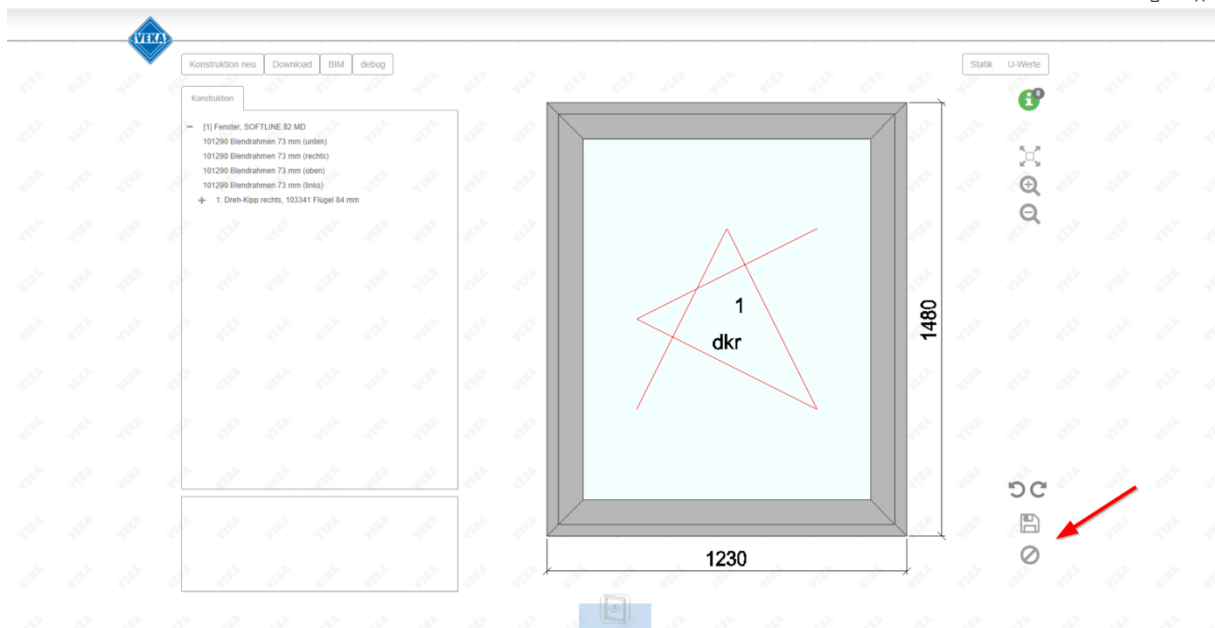 VEKA
Konstruktion neu
Download
BIM
debug
Statik
U-Werte
Konstruktion
[1] Fenster, SOFTLINE 82 MD
101290 Blendrahmen 73 mm (unten)
101290 Blendrahmen 73 mm (rechts)
101290 Blendrahmen 73 mm (oben)
101290 Blendrahmen 73 mm (links)
1: Dreh-Kipp rechts, 103341 Flügel 84 mm
0
1
dkr
1480
1230